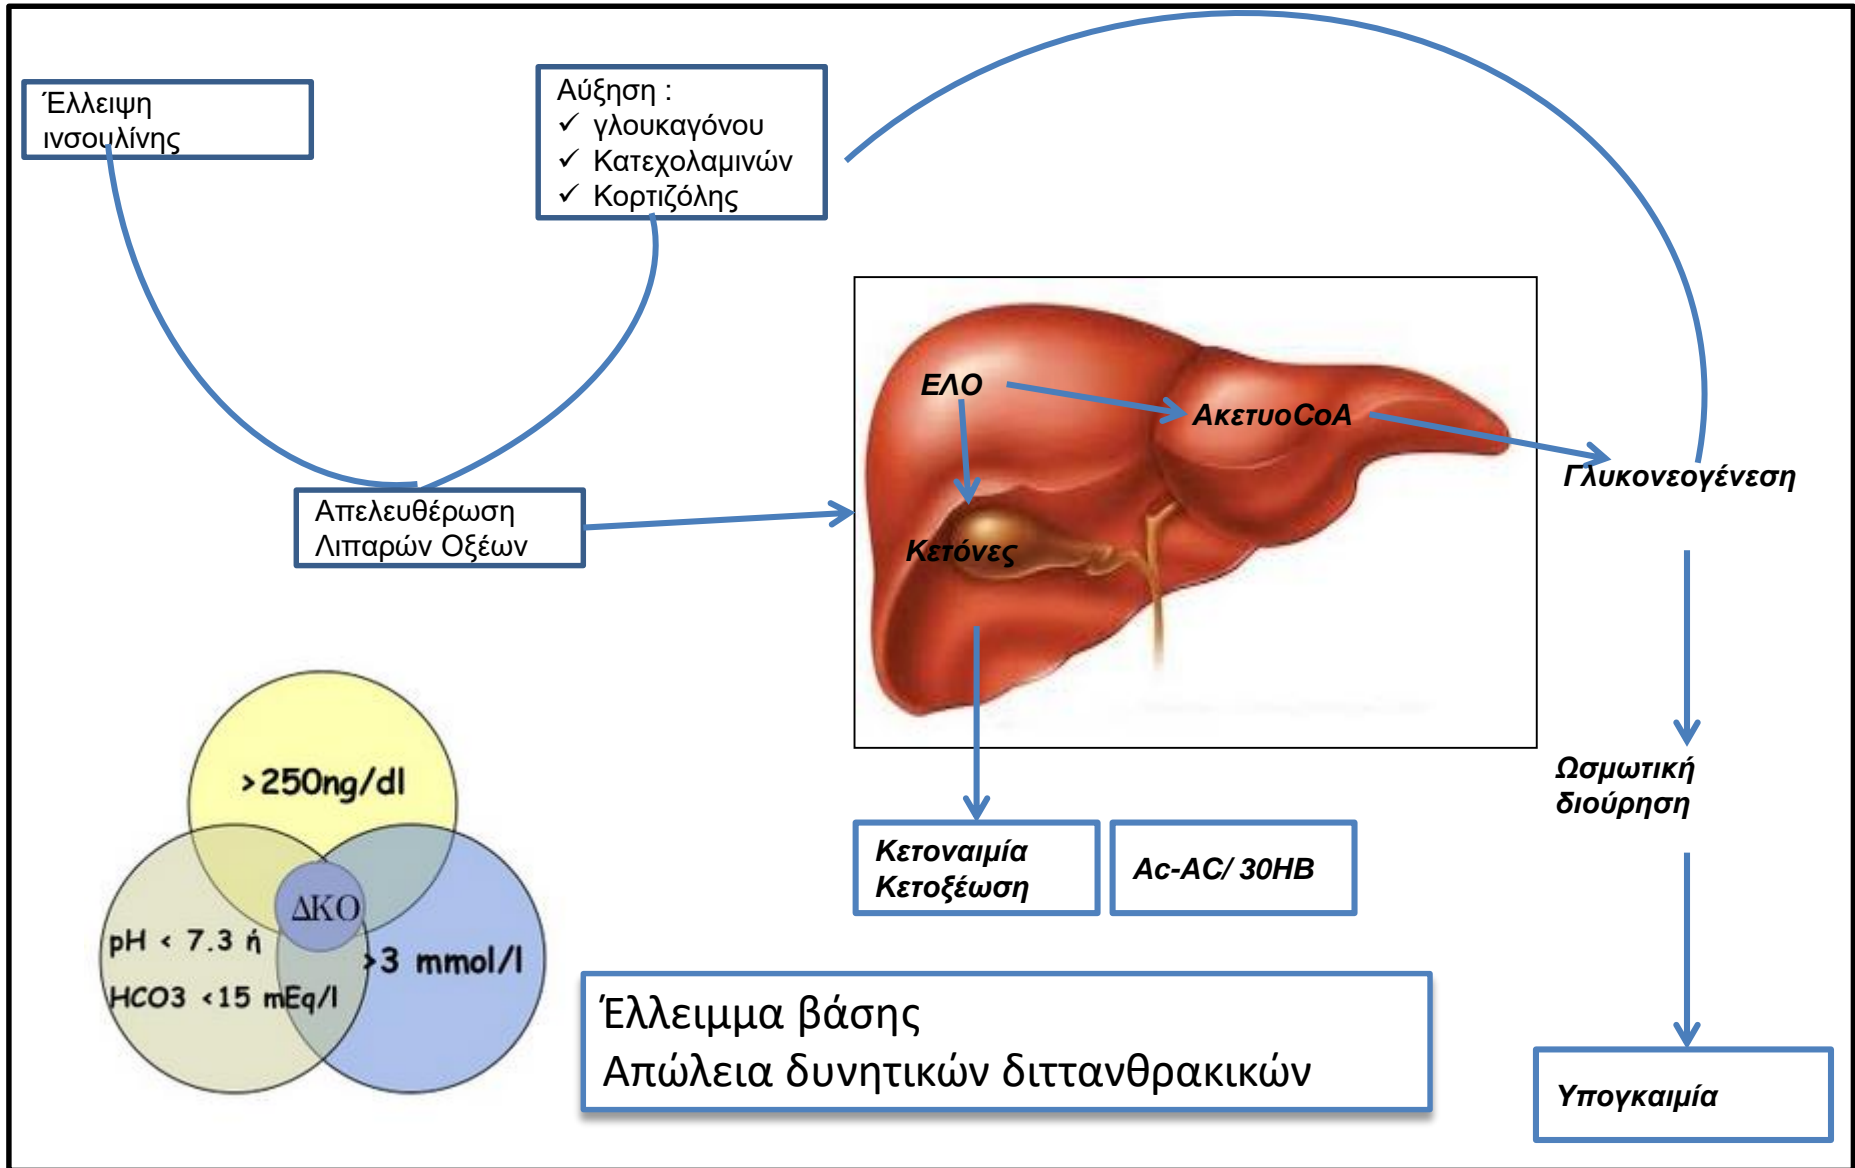 Έλλειψη
ινσουλίνης
Αύξηση :
✓ γλουκαγόνου
✓ Κατεχολαμινών
✓ Κορτιζόλης
ΕΛΟ
ΑκετυοCoA
Γλυκονεογένεση
Απελευθέρωση
Λιπαρών Οξέων
Κετόνες
Ωσμωτική
διούρηση
>250ng/dl
ΔΚΟ
pH < 7.3 ή
HCO3 <15 mEq/l
>3 mmol/l
Κετοναιμία
Κετοξέωση
Ac-AC/ 30HB
Έλλειμμα βάσης
Απώλεια δυνητικών διττανθρακικών
Υπογκαιμία